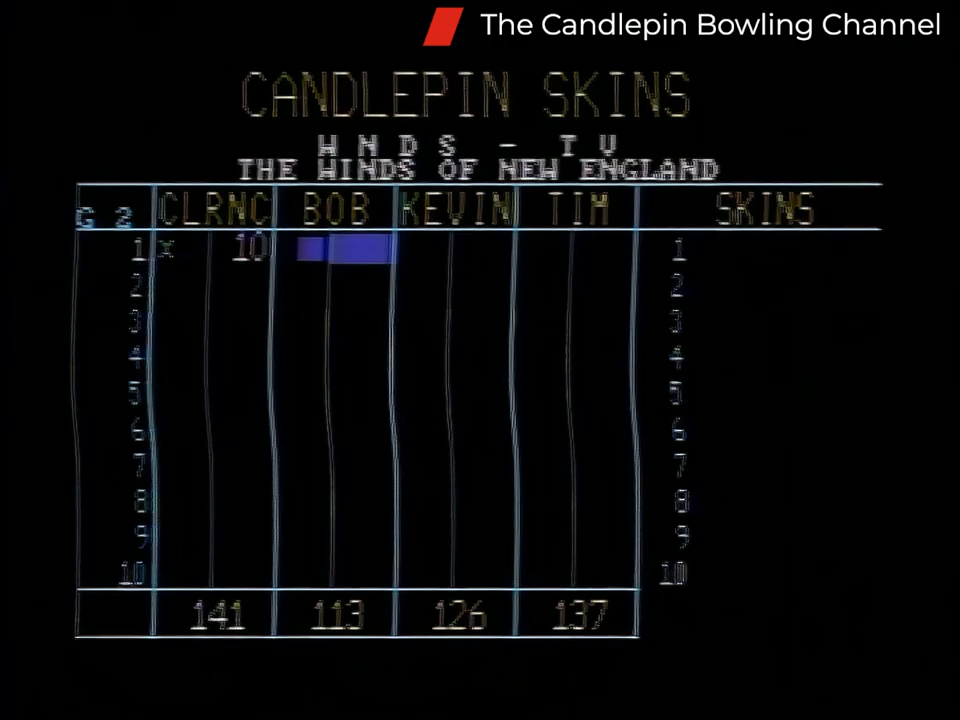 The Candlepin Bowling Channel
CANDLEPIN SKINS
W N D S - T V
THE WINDS OF NEW ENGLAND
G 2 CLRNC BOB KEVIN TIM SKINS
1 x 10 1
2 2
3 3
4 4
5 5
6 6
7 7
8 8
9 9
10 10
141 113 126 137